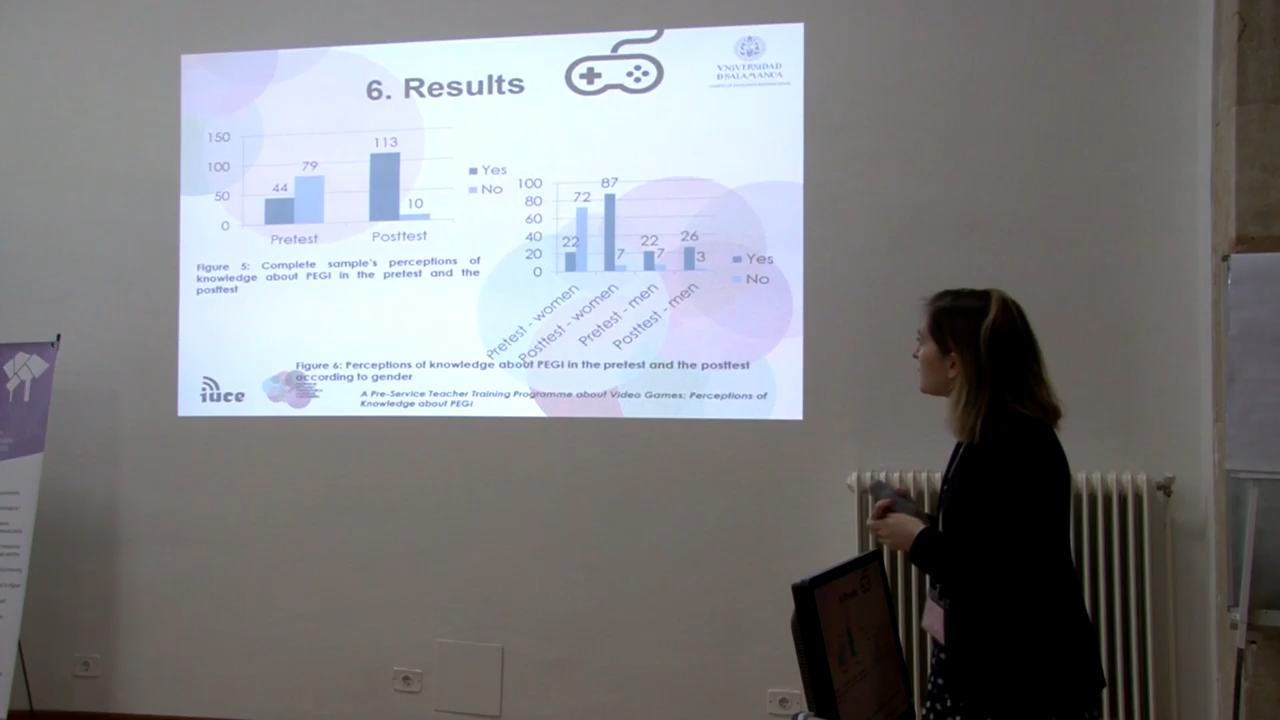 6. Results
VNiVERSiDAD
D SALAMANCA
150
100
50
0
44
79
113
10
Pretest
Posttest
Yes
No
Figure 5: Complete sample's perceptions of
knowledge about PEGI in the pretest and the
posttest
100
80
60
40
20
0
22
72
87
7
22
7
26
3
Pretest - women
Posttest - women
Pretest - men
Posttest - men
Yes
No
Figure 6: Perceptions of knowledge about PEGI in the pretest and the posttest
according to gender
iuce
A Pre-Service Teacher Training Programme about Video Games: Perceptions of
Knowledge about PEGI